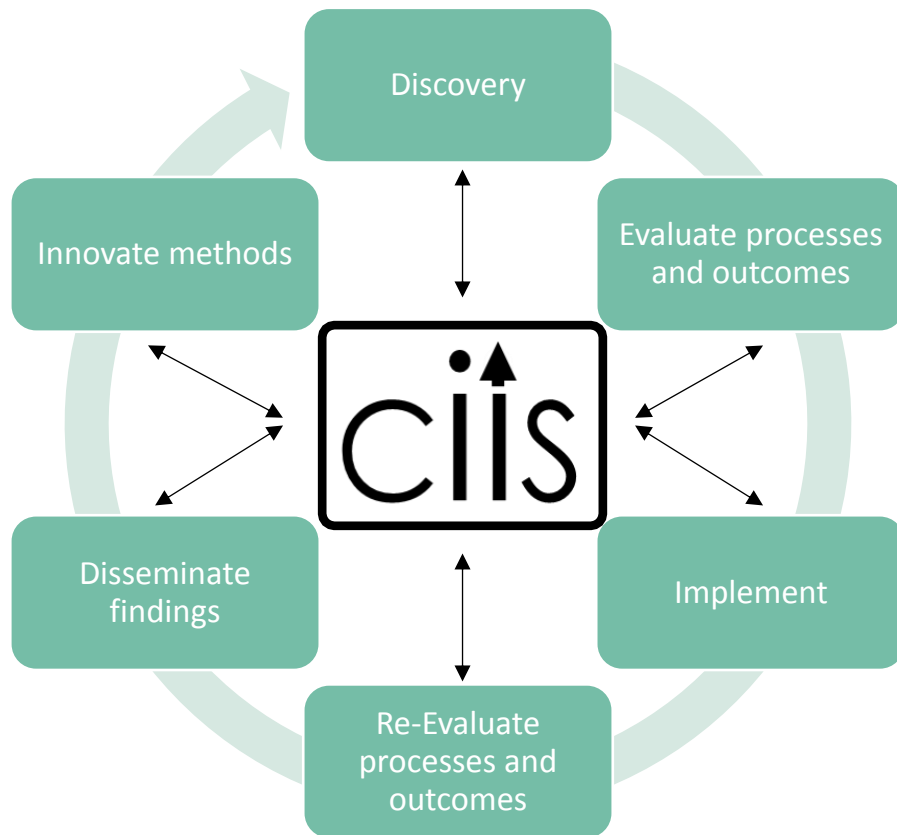 Discovery
Evaluate processes
and outcomes
Implement
Re-Evaluate
processes and
outcomes
Disseminate
findings
Innovate methods
ciis